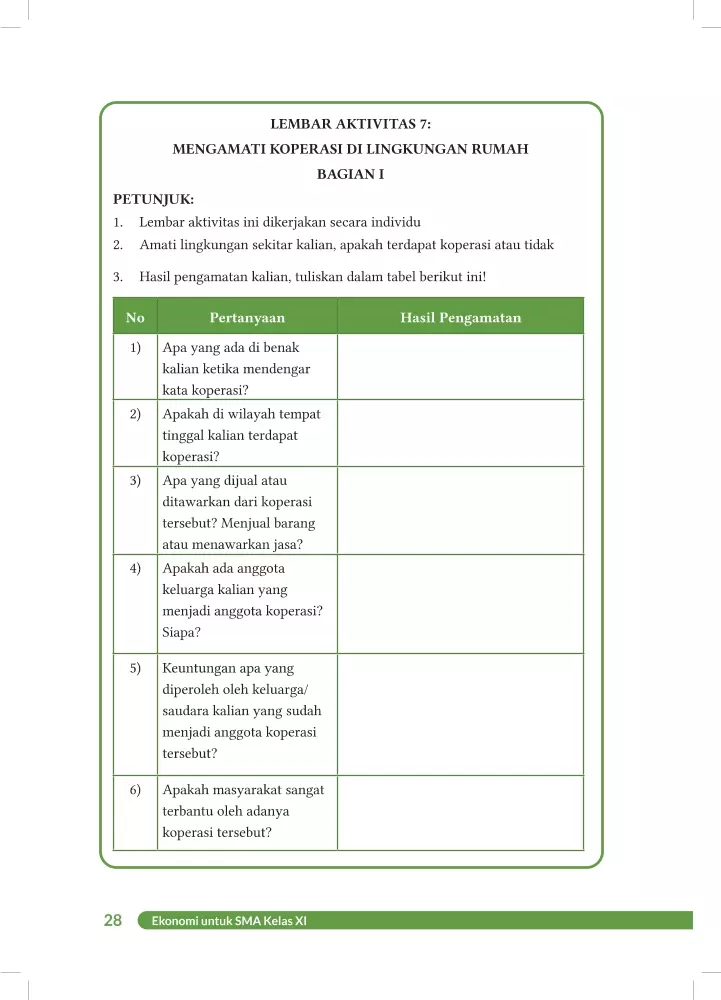 LEMBAR AKTIVITAS 7:
MENGAMATI KOPERASI DI LINGKUNGAN RUMAH
BAGIAN I
PETUNJUK:
1. Lembar aktivitas ini dikerjakan secara individu
2. Amati lingkungan sekitar kalian, apakah terdapat koperasi atau tidak
3. Hasil pengamatan kalian, tuliskan dalam tabel berikut ini!
No Pertanyaan Hasil Pengamatan
1) Apa yang ada di benak
kalian ketika mendengar
kata koperasi?
2) Apakah di wilayah tempat
tinggal kalian terdapat
koperasi?
3) Apa yang dijual atau
ditawarkan dari koperasi
tersebut? Menjual barang
atau menawarkan jasa?
4) Apakah ada anggota
keluarga kalian yang
menjadi anggota koperasi?
Siapa?
5) Keuntungan apa yang
diperoleh oleh keluarga/
saudara kalian yang sudah
menjadi anggota koperasi
tersebut?
6) Apakah masyarakat sangat
terbantu oleh adanya
koperasi tersebut?
28 Ekonomi untuk SMA Kelas XI